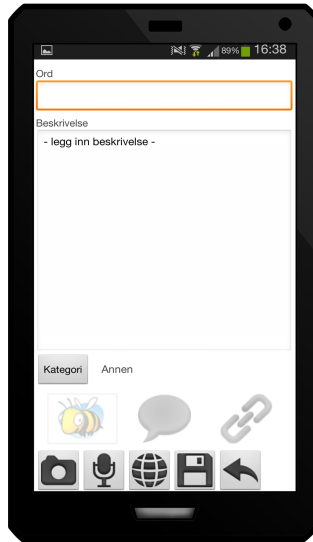 89% 16:38
Ord
Beskrivelse
- legg inn beskrivelse -
Kategori Annen